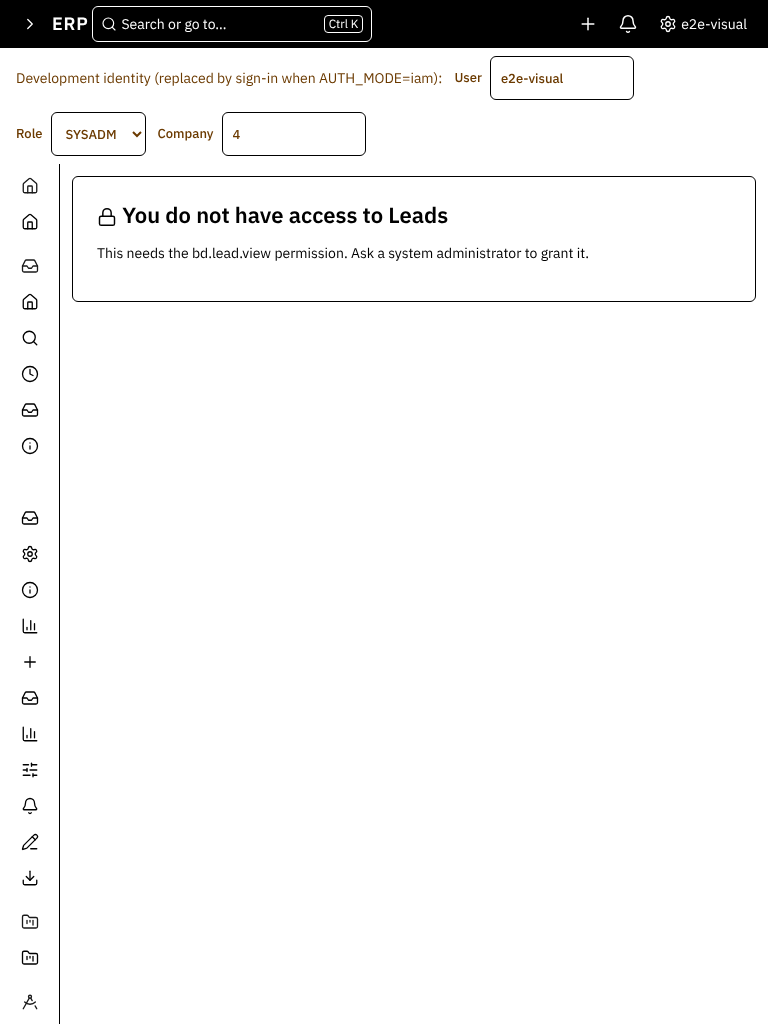 ERP Search or go to... Ctrl K e2e-visual
Development identity (replaced by sign-in when AUTH_MODE=iam): User e2e-visual
Role SYSADM Company 4
You do not have access to Leads
This needs the bd.lead.view permission. Ask a system administrator to grant it.